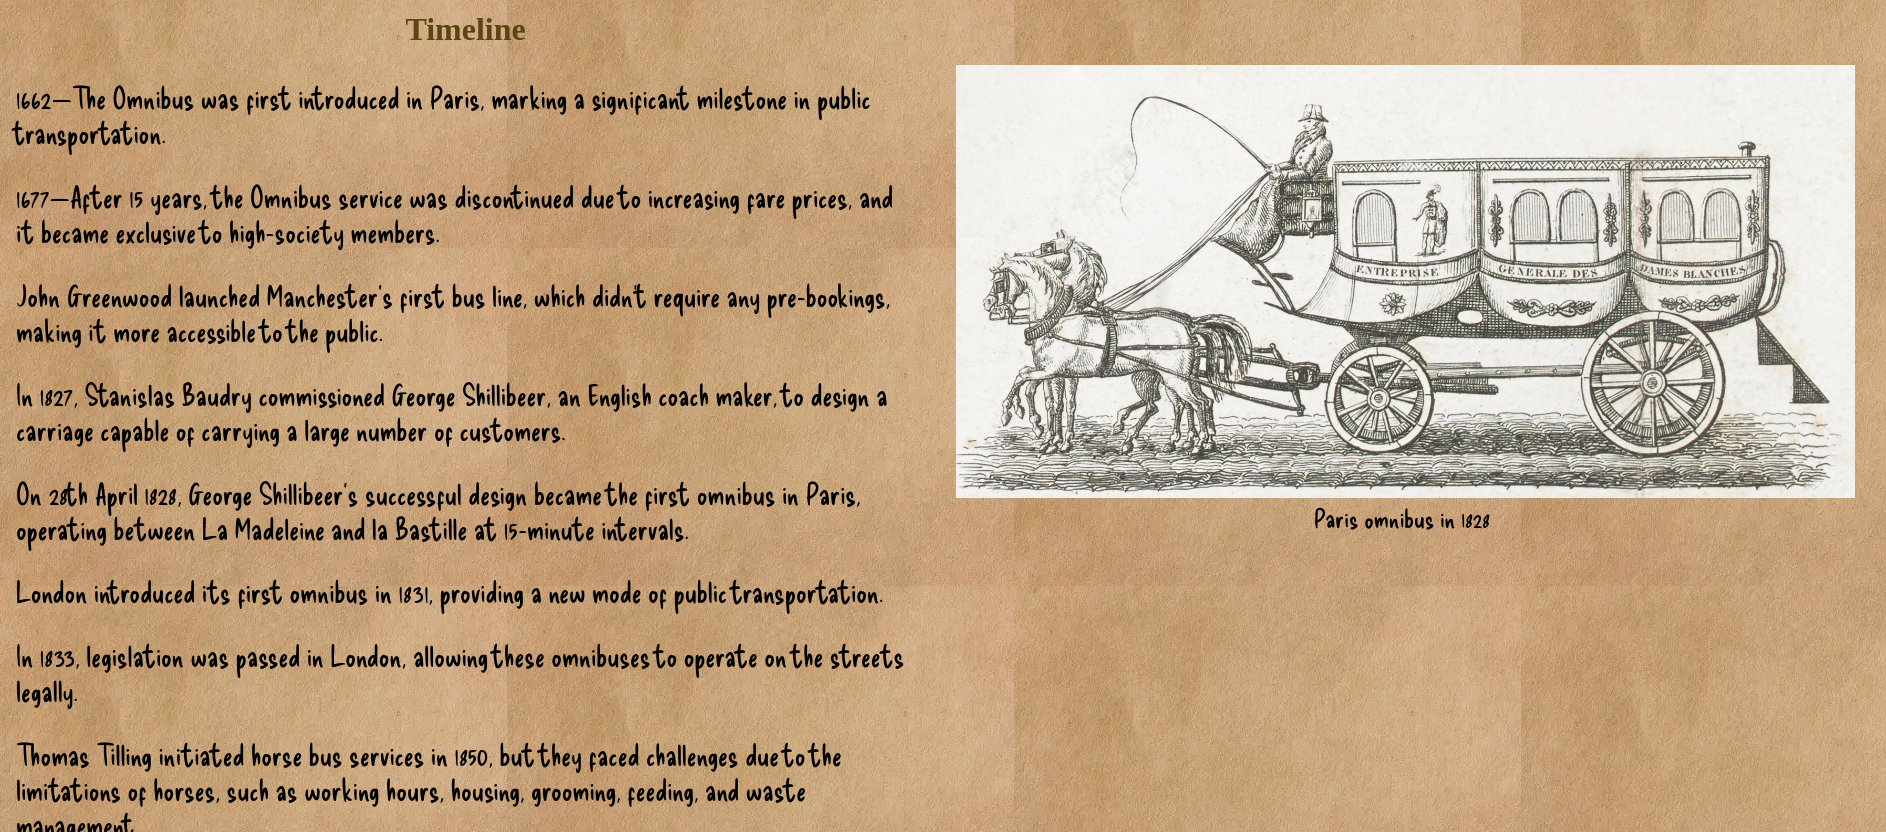 Timeline
1662—The Omnibus was first introduced in Paris, marking a significant milestone in public
transportation.
1677—After 15 years, the Omnibus service was discontinued due to increasing fare prices, and
it became exclusive to high-society members.
John Greenwood launched Manchester's first bus line, which didn't require any pre-bookings,
making it more accessible to the public.
In 1827, Stanislas Baudry commissioned George Shillibeer, an English coach maker, to design a
carriage capable of carrying a large number of customers.
On 28th April 1828, George Shillibeer's successful design became the first omnibus in Paris,
operating between La Madeleine and la Bastille at 15-minute intervals.
London introduced its first omnibus in 1831, providing a new mode of public transportation.
In 1833, legislation was passed in London, allowing these omnibuses to operate on the streets
legally.
Thomas Tilling initiated horse bus services in 1850, but they faced challenges due to the
limitations of horses, such as working hours, housing, grooming, feeding, and waste
management.
ENTREPRISE GENERALE DES DAMES BLANCHES
Paris omnibus in 1828